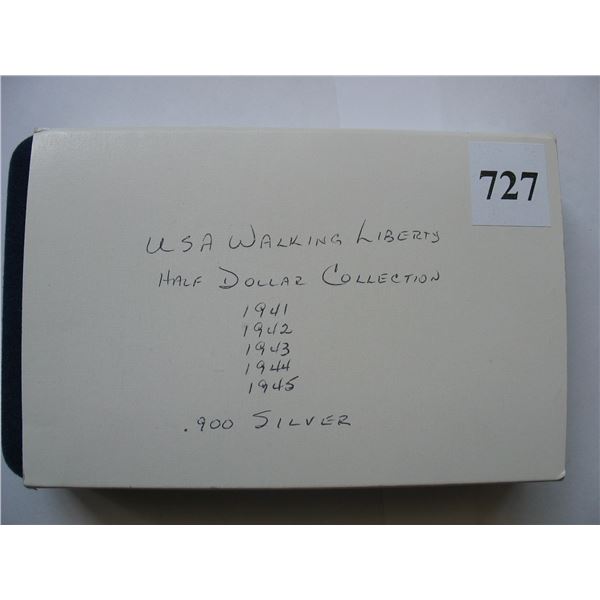 727
USA WALKING LIBERTY
HALF DOLLAR COLLECTION
1941
1942
1943
1944
1945
.900 SILVER